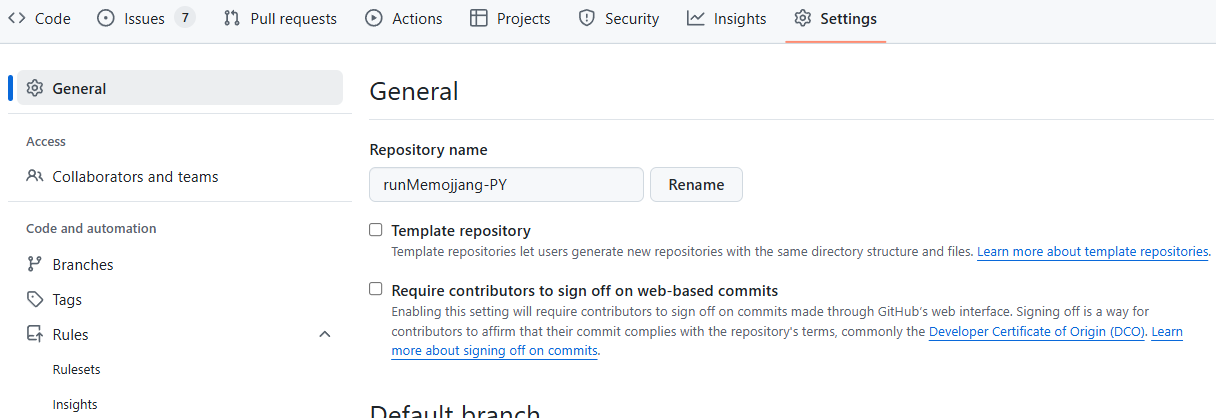 Code Issues 7 Pull requests Actions Projects Security Insights Settings
General
Access
Collaborators and teams
Code and automation
Branches
Tags
Rules
Rulesets
Insights
General
Repository name
runMemojjang-PY Rename
Template repository
Template repositories let users generate new repositories with the same directory structure and files. Learn more about template repositories.
Require contributors to sign off on web-based commits
Enabling this setting will require contributors to sign off on commits made through GitHub's web interface. Signing off is a way for
contributors to affirm that their commit complies with the repository's terms, commonly the Developer Certificate of Origin (DCO). Learn
more about signing off on commits.
Default branch